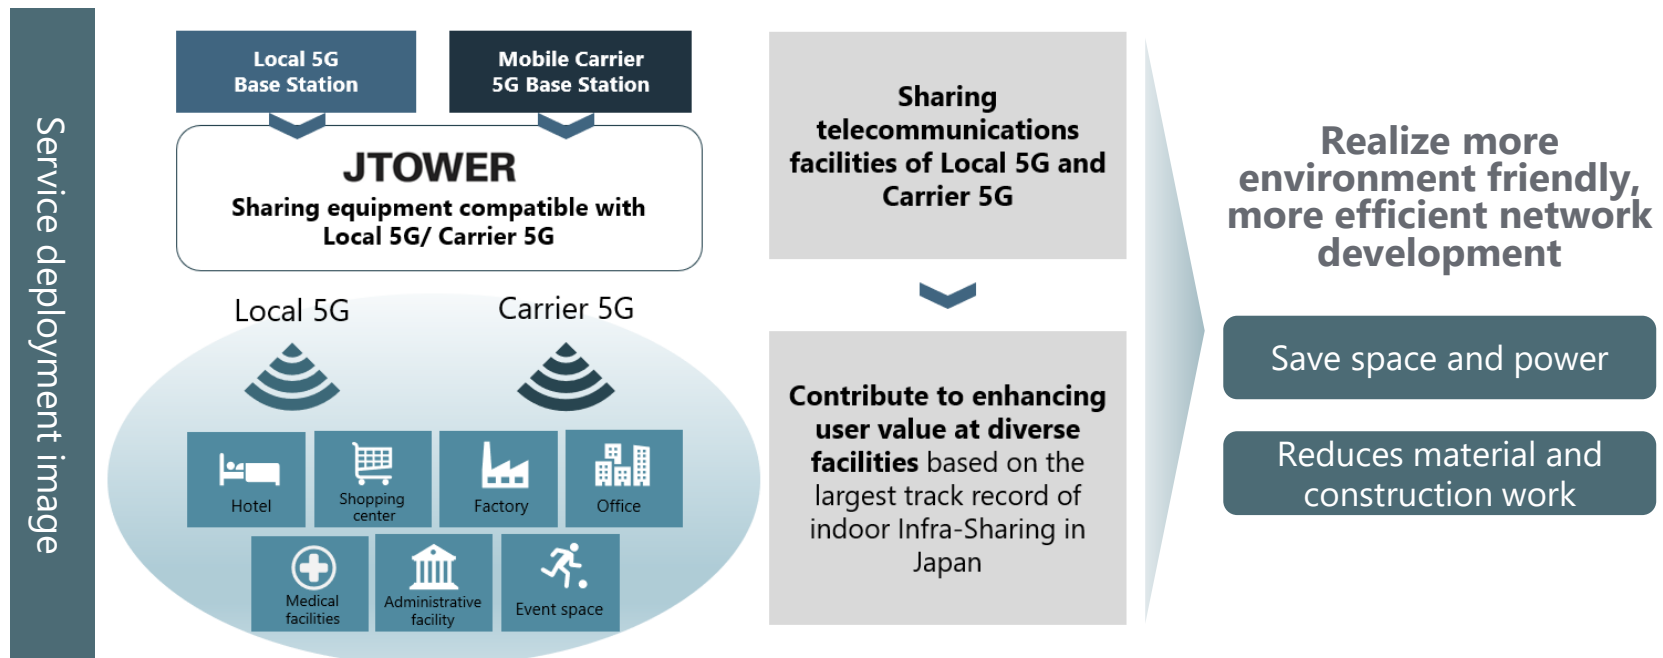 Service deployment image
Local 5G
Base Station
Mobile Carrier
5G Base Station
JTOWER
Sharing equipment compatible with
Local 5G/ Carrier 5G
Local 5G
Carrier 5G
Hotel
Shopping
center
Factory
Office
Medical
facilities
Administrative
facility
Event space
Sharing
telecommunications
facilities of Local 5G and
Carrier 5G
Contribute to enhancing
user value at diverse
facilities based on the
largest track record of
indoor Infra-Sharing in
Japan
Realize more
environment friendly,
more efficient network
development
Save space and power
Reduces material and
construction work